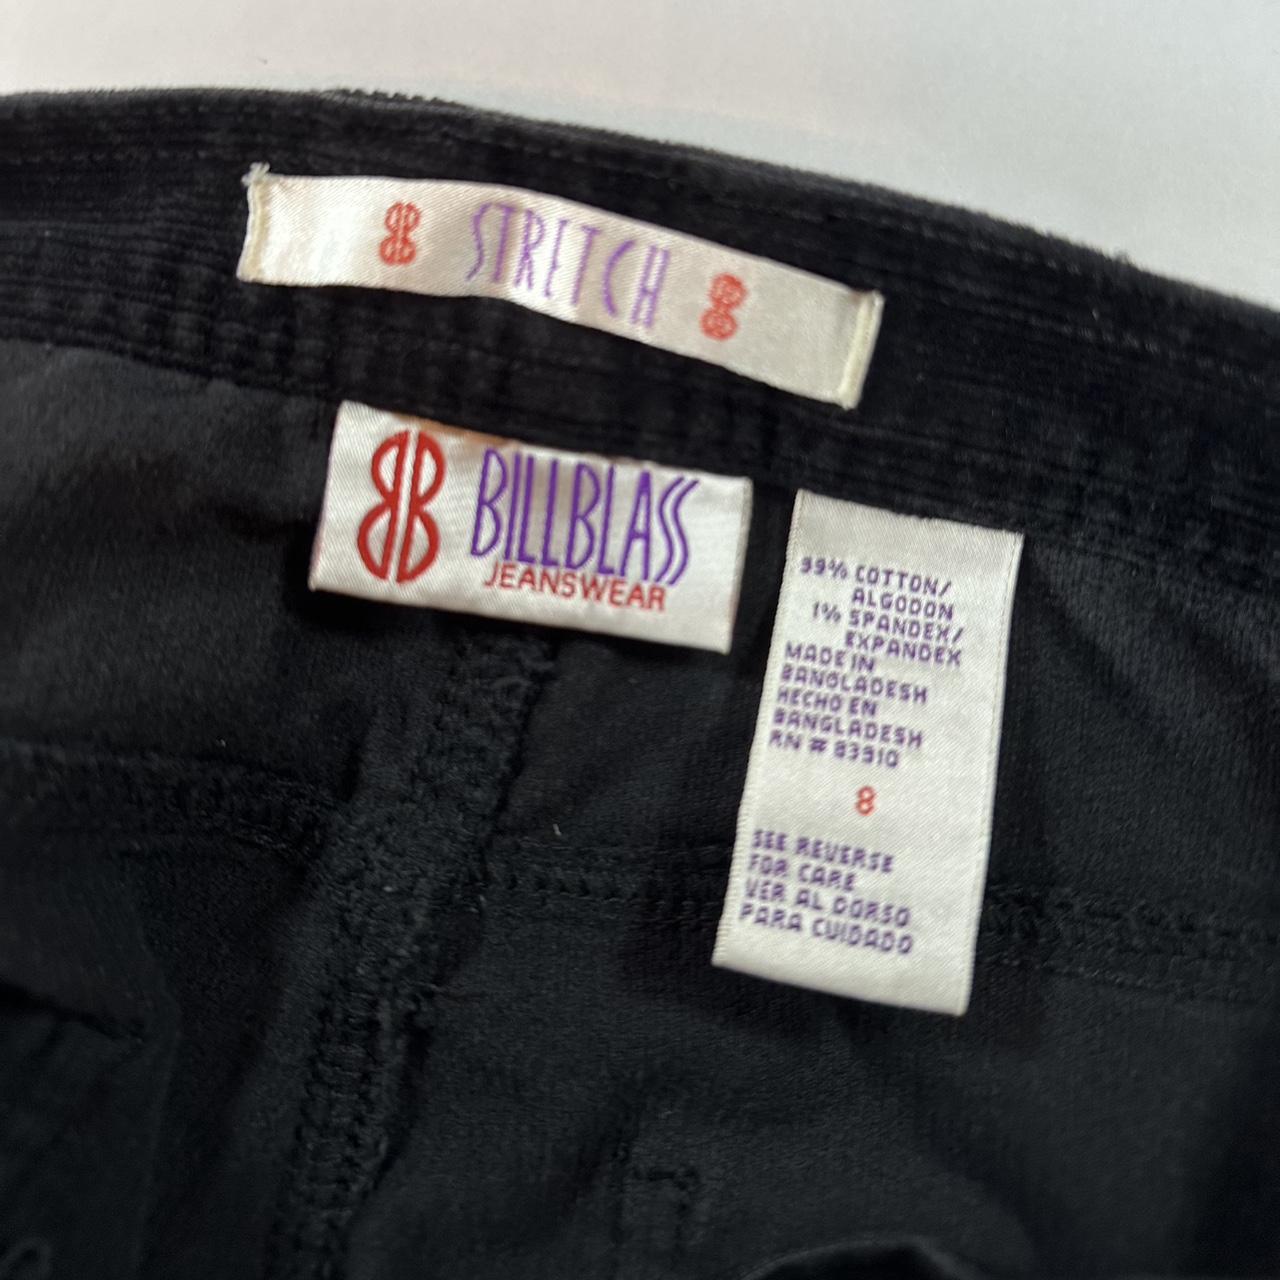 STRETCH
BB BILLBLASS
JEANSWEAR
99% COTTON/
ALGODON
1% SPANDEX/
EXPANDEX
MADE IN
BANGLADESH
HECHO EN
BANGLADESH
RN # 83910
8
SEE REVERSE
FOR CARE
VER AL DORSO
PARA CUIDADO